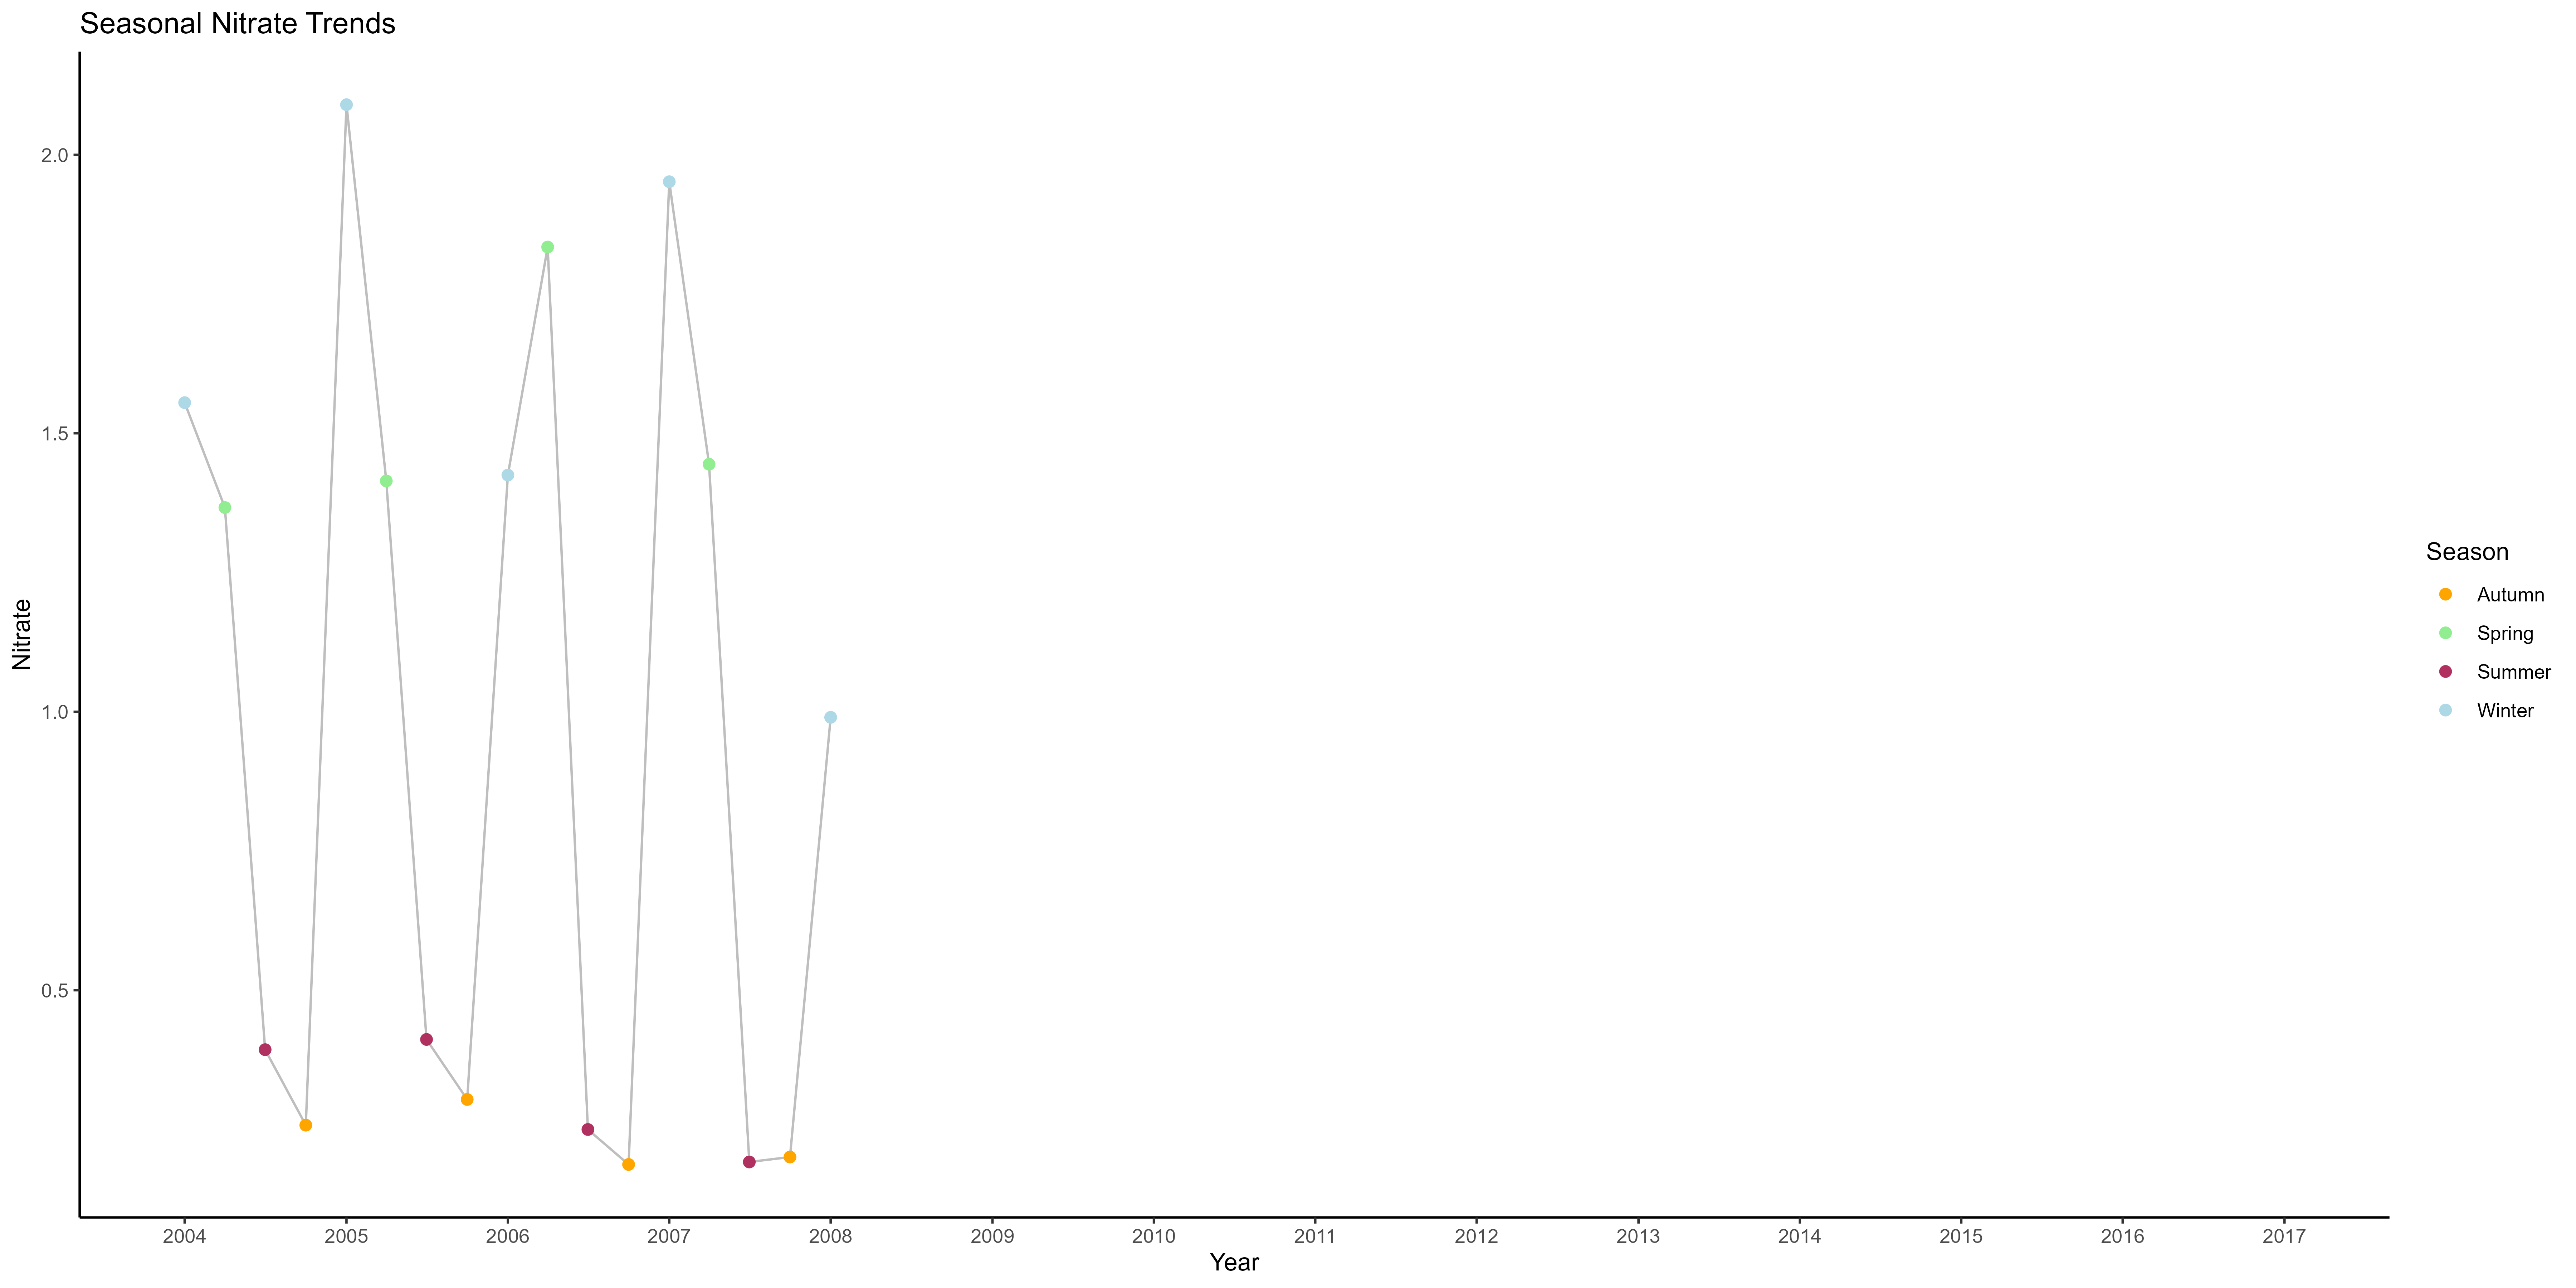 Seasonal Nitrate Trends
2.0
1.5
1.0
0.5
Nitrate
2004 2005 2006 2007 2008 2009 2010 2011 2012 2013 2014 2015 2016 2017
Year
Season
Autumn
Spring
Summer
Winter